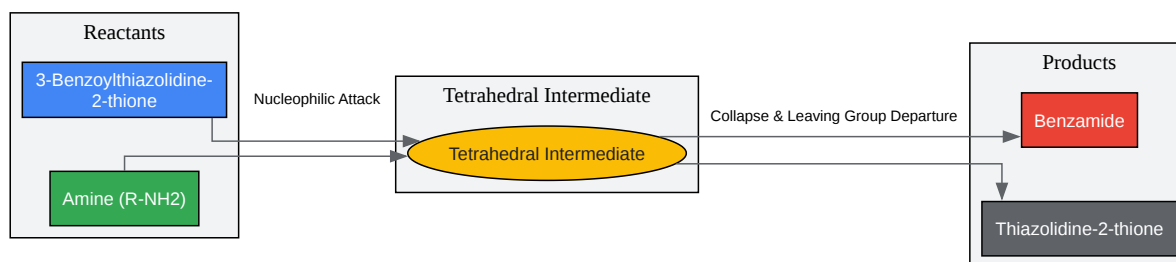 Reactants
3-Benzoylthiazolidine-
2-thione
Amine (R-NH2)
Nucleophilic Attack
Tetrahedral Intermediate
Tetrahedral Intermediate
Collapse & Leaving Group Departure
Products
Benzamide
Thiazolidine-2-thione